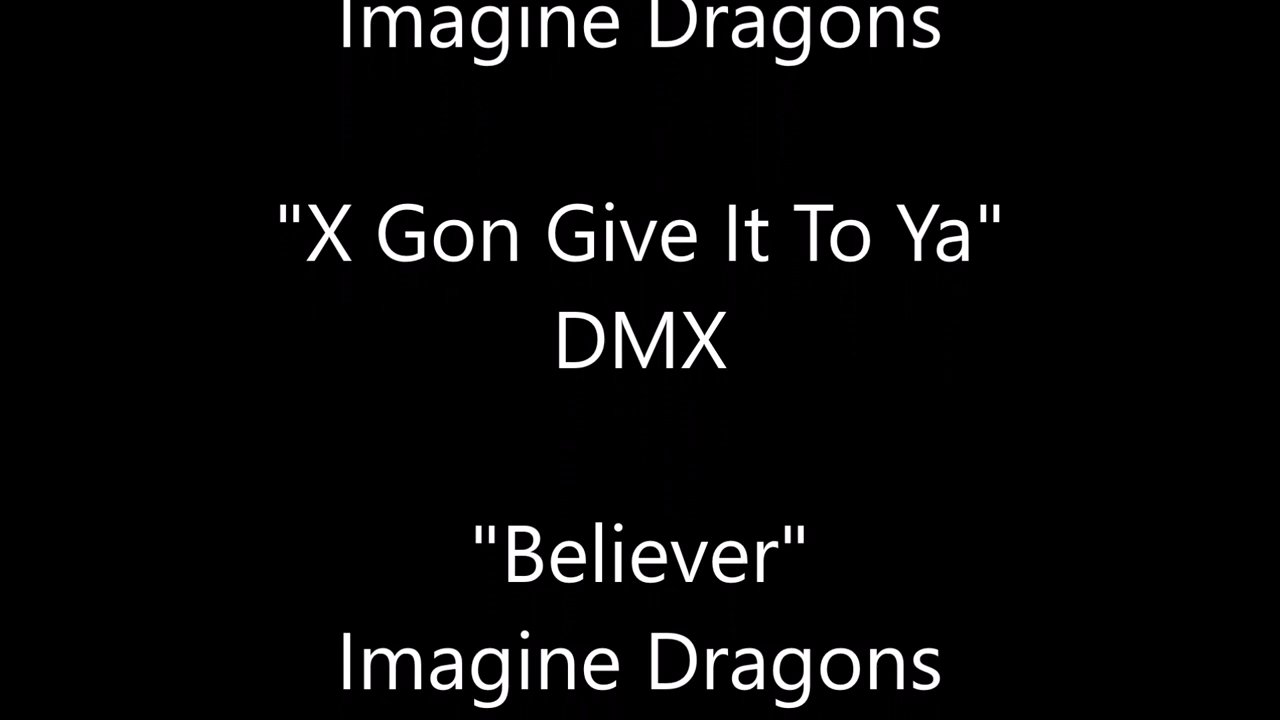 Imagine Dragons
"X Gon Give It To Ya"
DMX
"Believer"
Imagine Dragons